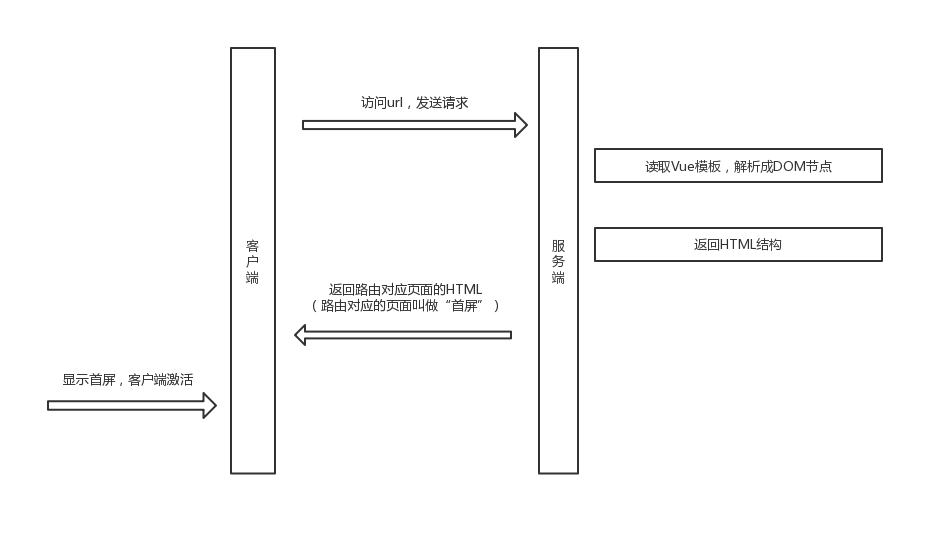 访问url，发送请求
读取Vue模板，解析成DOM节点
返回HTML结构
客
户
端
服
务
端
返回路由对应页面的HTML
（路由对应的页面叫做“首屏”）
显示首屏，客户端激活